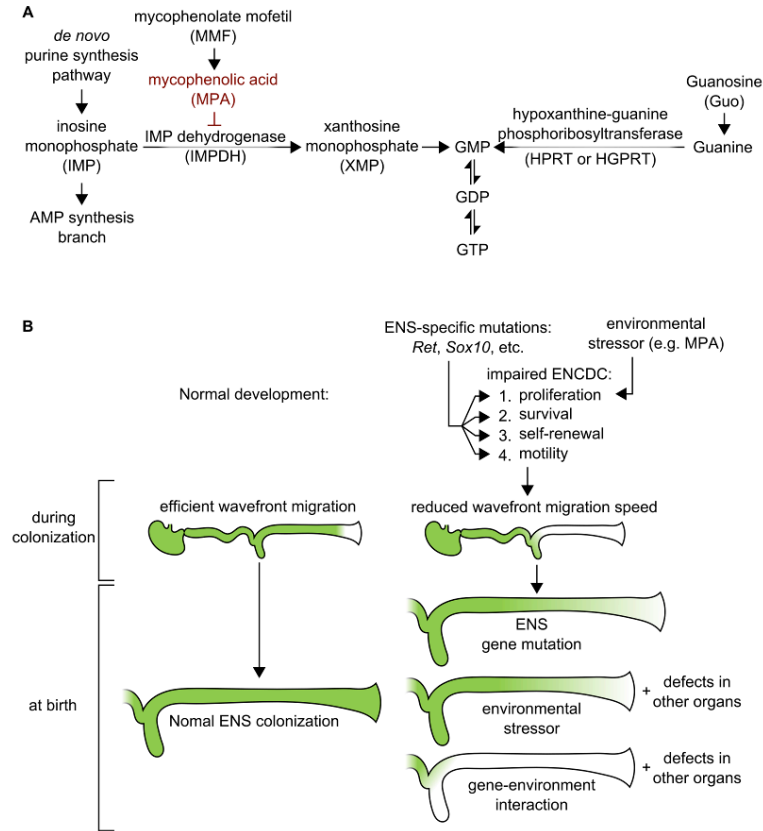 A
mycophenolate mofetil
(MMF)
de novo
purine synthesis
pathway
mycophenolic acid
(MPA)
Guanosine
(Guo)
inosine
monophosphate
(IMP)
IMP dehydrogenase
(IMPDH)
xanthosine
monophosphate
(XMP)
GMP
hypoxanthine-guanine
phosphoribosyltransferase
(HPRT or HGPRT)
Guanine
AMP synthesis
branch
GDP
GTP
B
ENS-specific mutations:
Ret, Sox10, etc.
environmental
stressor (e.g. MPA)
Normal development:
impaired ENCDC:
1. proliferation
2. survival
3. self-renewal
4. motility
during
colonization
efficient wavefront migration
reduced wavefront migration speed
at birth
Nomal ENS colonization
ENS
gene mutation
environmental
stressor
+ defects in
other organs
gene-environment
interaction
+ defects in
other organs